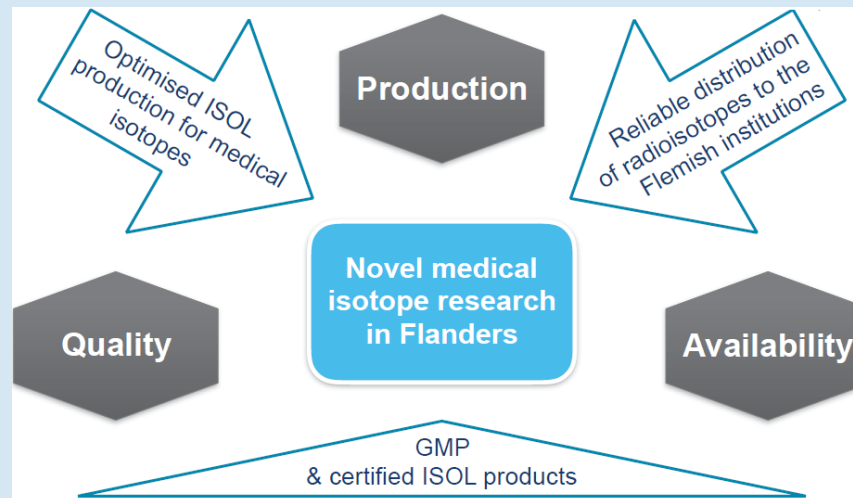 Optimised ISOL
production for medical
isotopes
Production
Reliable distribution
of radioisotopes to the
Flemish institutions
Novel medical
isotope research
in Flanders
Quality
Availability
GMP
& certified ISOL products